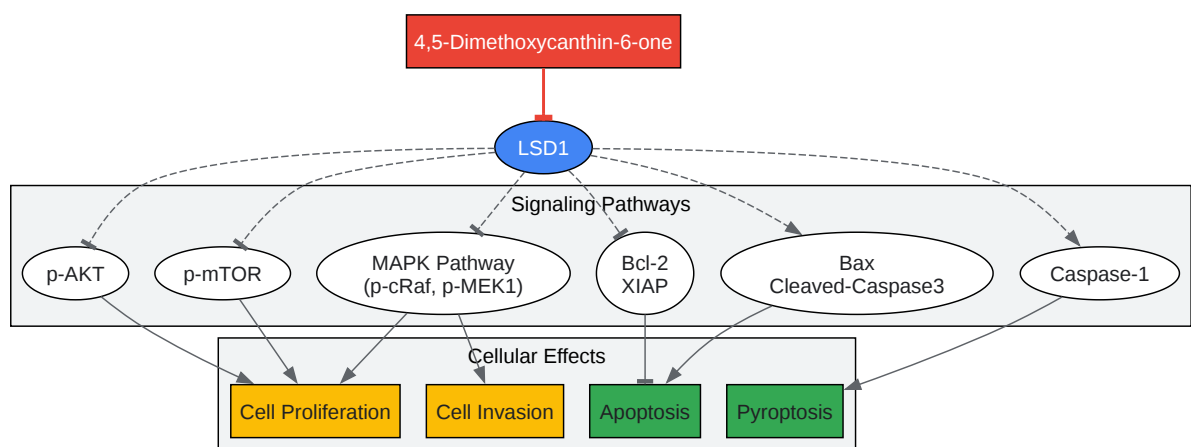 4,5-Dimethoxycanthin-6-one
LSD1
Signaling Pathways
p-AKT
p-mTOR
MAPK Pathway
(p-cRaf, p-MEK1)
Bcl-2
XIAP
Bax
Cleaved-Caspase3
Caspase-1
Cellular Effects
Cell Proliferation
Cell Invasion
Apoptosis
Pyroptosis